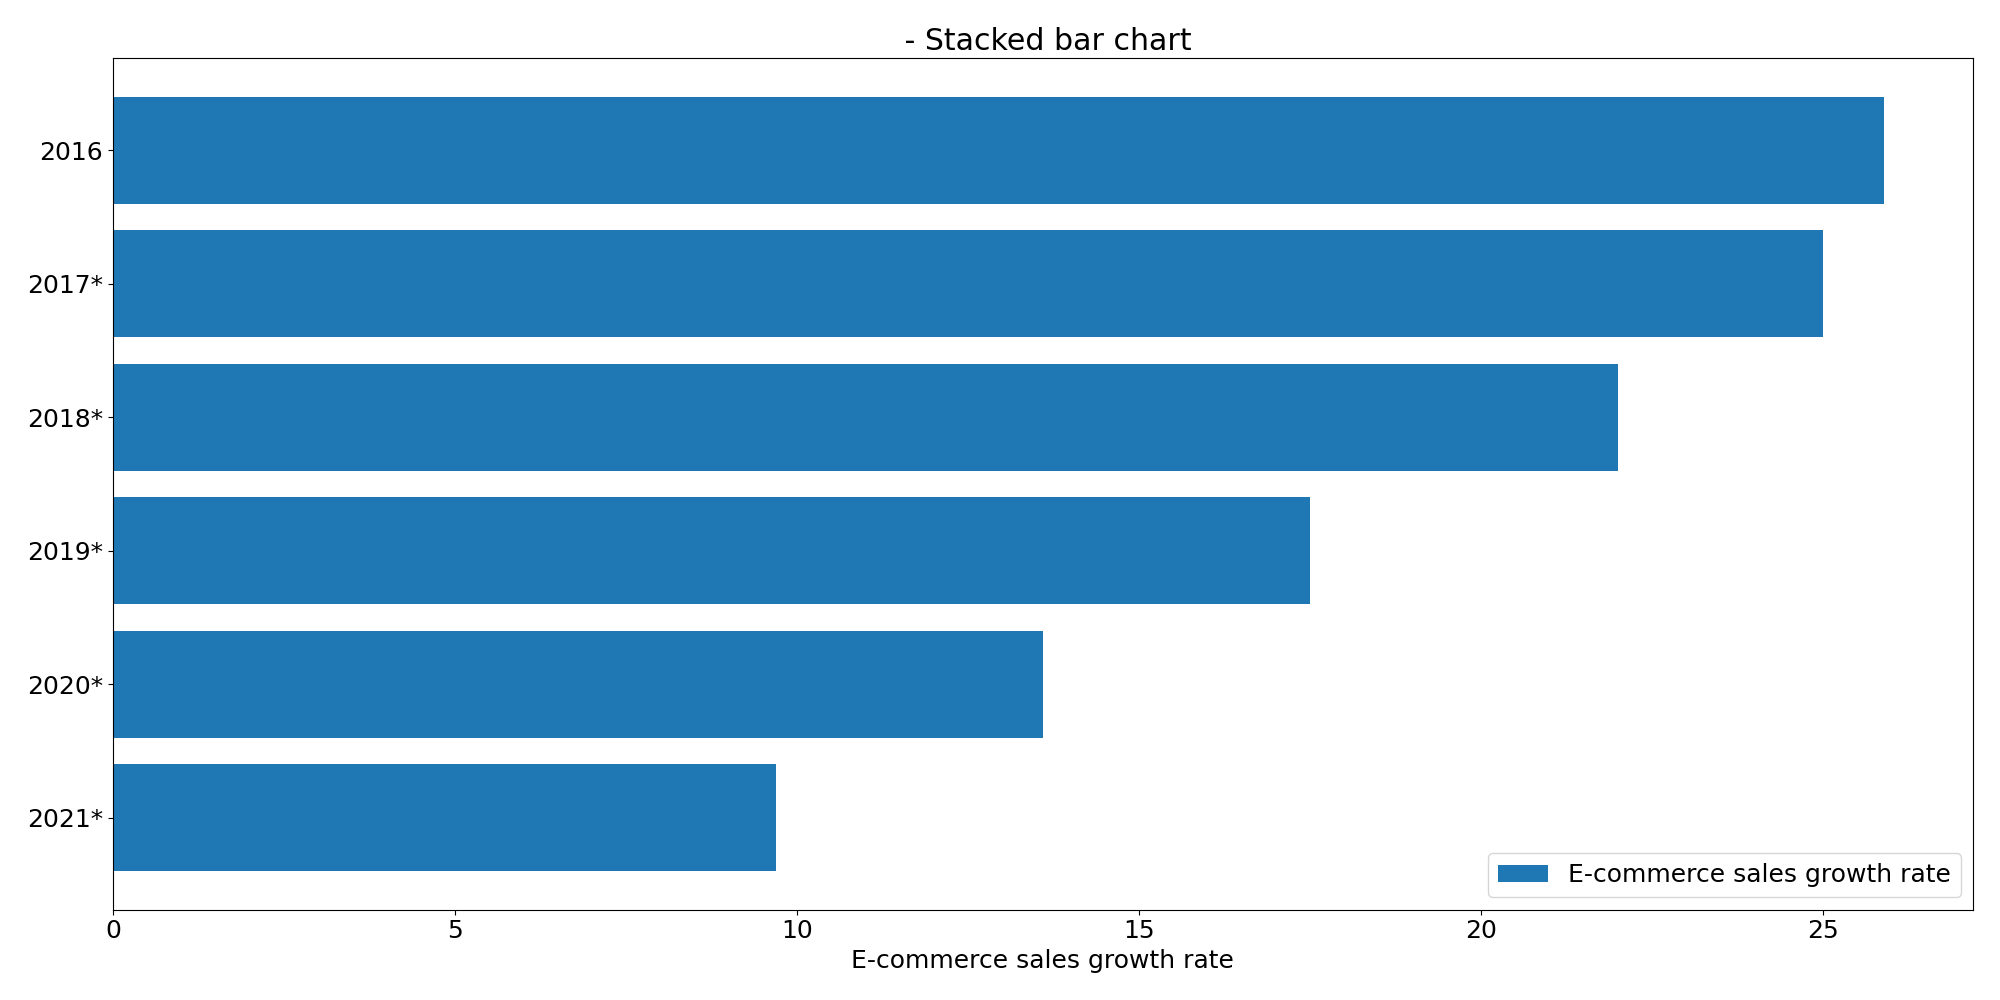 - Stacked bar chart
2016
2017*
2018*
2019*
2020*
2021*
E-commerce sales growth rate
0 5 10 15 20 25
E-commerce sales growth rate